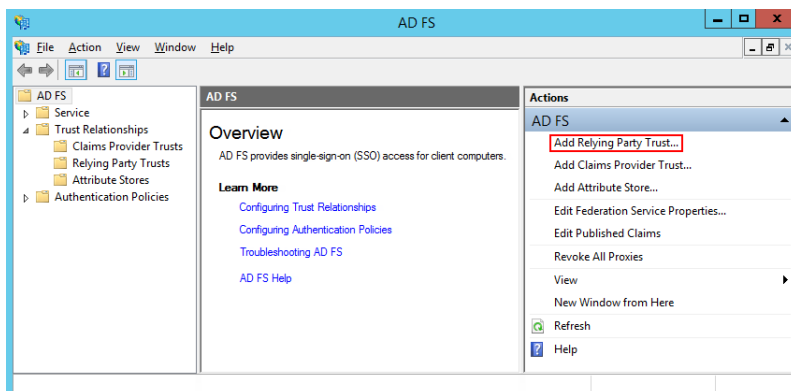 AD FS
File Action View Window Help
AD FS
Service
Trust Relationships
Claims Provider Trusts
Relying Party Trusts
Attribute Stores
Authentication Policies
AD FS
Overview
AD FS provides single-sign-on (SSO) access for client computers.
Learn More
Configuring Trust Relationships
Configuring Authentication Policies
Troubleshooting AD FS
AD FS Help
Actions
AD FS
Add Relying Party Trust...
Add Claims Provider Trust...
Add Attribute Store...
Edit Federation Service Properties...
Edit Published Claims
Revoke All Proxies
View
New Window from Here
Refresh
Help